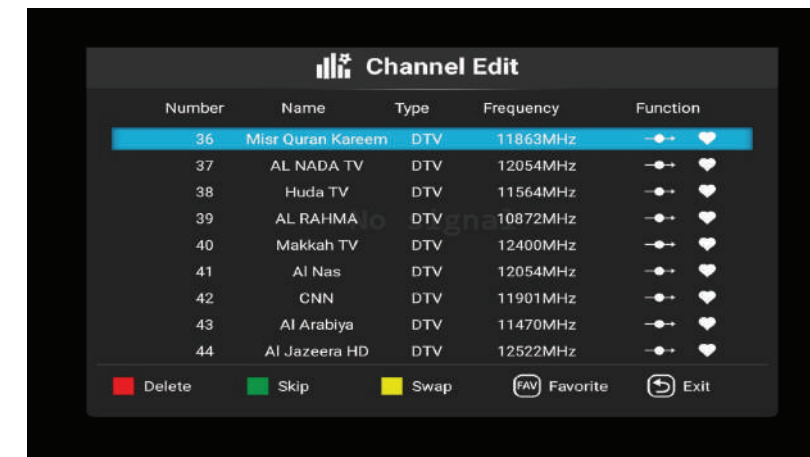 Channel Edit
Number Name Type Frequency Function
36 Misr Quran Kareem DTV 11863MHz
37 AL NADA TV DTV 12054MHz
38 Huda TV DTV 11564MHz
39 AL RAHMA DTV 10872MHz
No signal
40 Makkah TV DTV 12400MHz
41 Al Nas DTV 12054MHz
42 CNN DTV 11901MHz
43 Al Arabiya DTV 11470MHz
44 Al Jazeera HD DTV 12522MHz
Delete Skip Swap FAV Favorite Exit